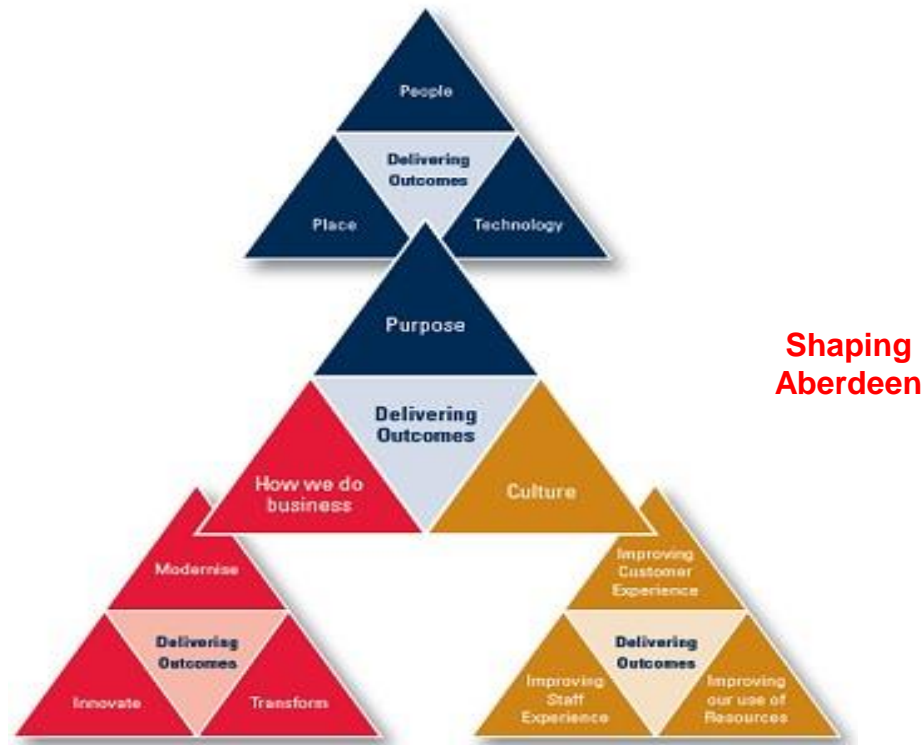 People
Delivering
Outcomes
Place
Technology
Purpose
Shaping
Aberdeen
Delivering
Outcomes
How we do
business
Culture
Modernise
Delivering
Outcomes
Innovate
Transform
Improving
Customer
Experience
Delivering
Outcomes
Improving
Staff
Experience
Improving
our use of
Resources